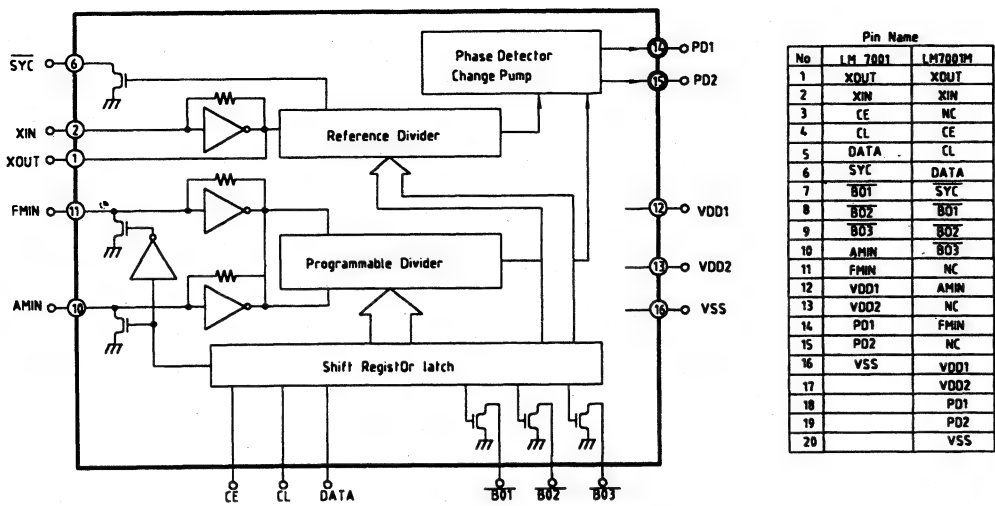 SYC
6
XIN
2
XOUT
1
FMIN
11
AMIN
10
Phase Detector
Change Pump
14 PD1
15 PD2
Reference Divider
Programmable Divider
12 VDD1
13 VDD2
16 VSS
Shift RegistOr latch
CE CL DATA BO1 BO2 BO3
Pin Name
No LM 7001 LM7001M
1 XOUT XOUT
2 XIN XIN
3 CE NC
4 CL CE
5 DATA CL
6 SYC DATA
7 BO1 SYC
8 BO2 BO1
9 BO3 BO2
10 AMIN BO3
11 FMIN NC
12 VDD1 AMIN
13 VDD2 NC
14 PD1 FMIN
15 PD2 NC
16 VSS VDD1
17 VDD2
18 PD1
19 PD2
20 VSS